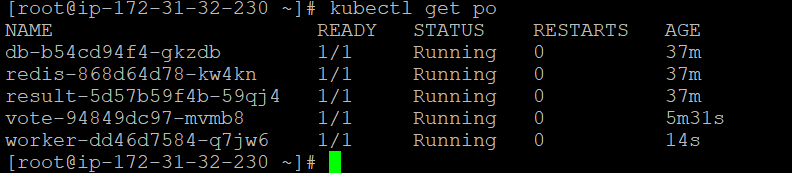 [root@ip-172-31-32-230 ~]# kubectl get po
NAME READY STATUS RESTARTS AGE
db-b54cd94f4-gkzdb 1/1 Running 0 37m
redis-868d64d78-kw4kn 1/1 Running 0 37m
result-5d57b59f4b-59qj4 1/1 Running 0 37m
vote-94849dc97-mvmb8 1/1 Running 0 5m31s
worker-dd46d7584-q7jw6 1/1 Running 0 14s
[root@ip-172-31-32-230 ~]#